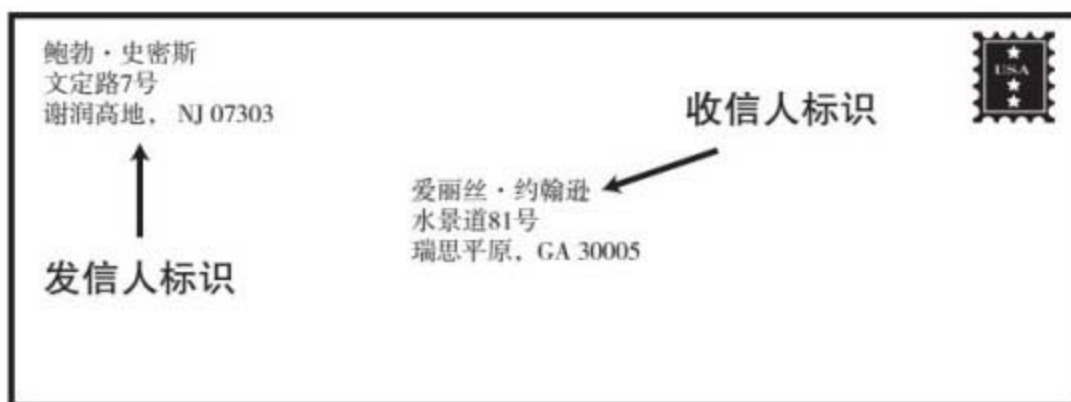 鲍勃·史密斯
文定路7号
谢润高地，NJ 07303
USA
收信人标识
爱丽丝·约翰逊
水景道81号
瑞思平原，GA 30005
发信人标识